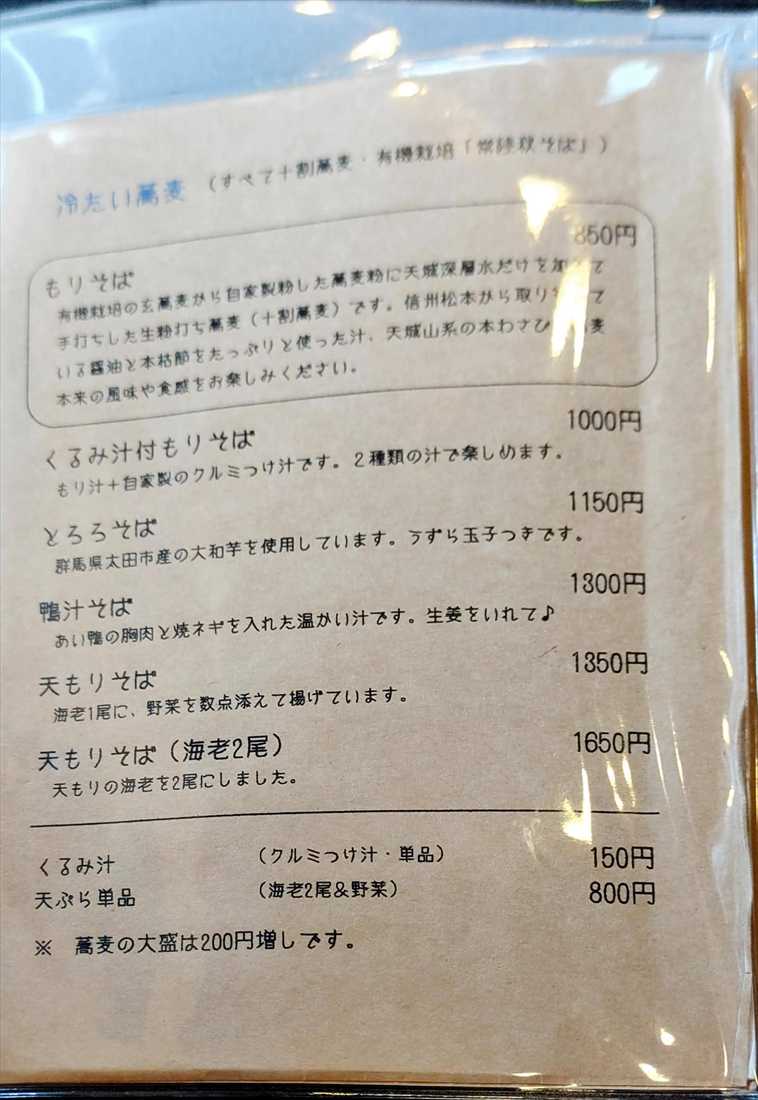 冷たい蕎麦 (すべて十割蕎麦・有機栽培「常陸秋そば」)
850円
もりそば
有機栽培の玄蕎麦から自家製粉した蕎麦粉に天城深層水だけを加えて
手打ちした生粉打ち蕎麦(十割蕎麦)です。信州松本から取り寄せて
いる醤油と本枯節をたっぷりと使った汁、天城山系の本わさび 蕎麦
本来の風味や食感をお楽しみください。
1000円
くるみ汁付もりそば
もり汁+自家製のクルミつけ汁です。2種類の汁で楽しめます。
1150円
とろろそば
群馬県太田市産の大和芋を使用しています。うずら玉子つきです。
1300円
鴨汁そば
あい鴨の胸肉と焼ネギを入れた温かい汁です。生姜をいれて♪
1350円
天もりそば
海老1尾に、野菜を数点添えて揚げています。
天もりそば(海老2尾) 1650円
天もりの海老を2尾にしました。
くるみ汁 (クルミつけ汁・単品) 150円
天ぷら単品 (海老2尾&野菜) 800円
※ 蕎麦の大盛は200円増しです。